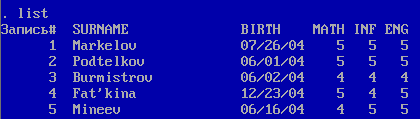 . list
Запись#  SURNAME          BIRTH    MATH INF ENG
      1  Markelov         07/26/04    5   5   5
      2  Podtelkov        06/01/04    5   5   5
      3  Burmistrov       06/02/04    4   4   4
      4  Fat'kina         12/23/04    5   4   5
      5  Mineev           06/16/04    4   5   5